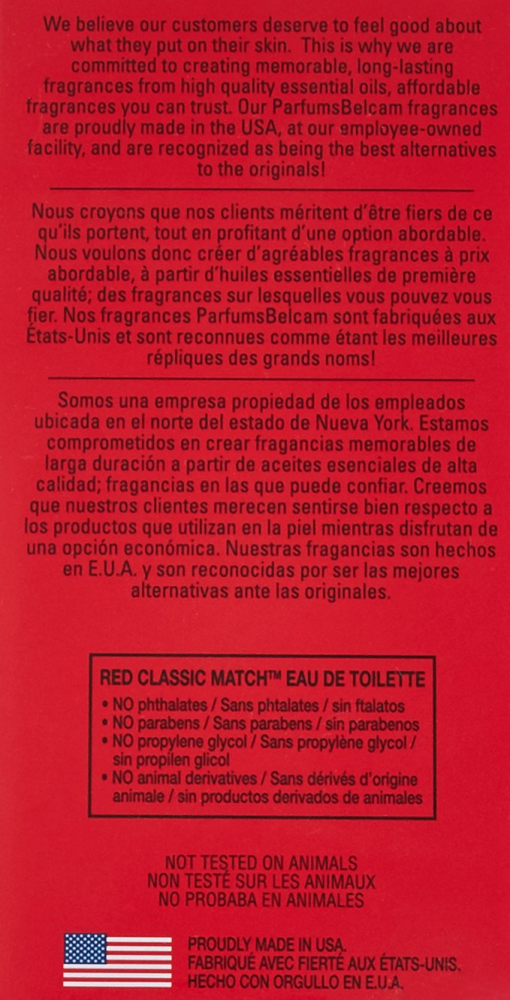 We believe our customers deserve to feel good about
what they put on their skin. This is why we are
committed to creating memorable, long-lasting
fragrances from high quality essential oils, affordable
fragrances you can trust. Our ParfumsBelcam fragrances
are proudly made in the USA, at our employee-owned
facility, and are recognized as being the best alternatives
to the originals!
Nous croyons que nos clients méritent d'être fiers de ce
qu'ils portent, tout en profitant d'une option abordable.
Nous voulons donc créer d'agréables fragrances à prix
abordable, à partir d'huiles essentielles de première
qualité; des fragrances sur lesquelles vous pouvez vous
fier. Nos fragrances ParfumsBelcam sont fabriquées aux
États-Unis et sont reconnues comme étant les meilleures
répliques des grands noms!
Somos una empresa propiedad de los empleados
ubicada en el norte del estado de Nueva York. Estamos
comprometidos en crear fragancias memorables de
larga duración a partir de aceites esenciales de alta
calidad; fragancias en las que puede confiar. Creemos
que nuestros clientes merecen sentirse bien respecto a
los productos que utilizan en la piel mientras disfrutan de
una opción económica. Nuestras fragancias son hechos
en E.U.A. y son reconocidas por ser las mejores
alternativas ante las originales.
RED CLASSIC MATCH™ EAU DE TOILETTE
• NO phthalates / Sans phtalates / sin ftalatos
• NO parabens / Sans parabens / sin parabenos
• NO propylene glycol / Sans propylène glycol /
sin propilen glicol
• NO animal derivatives / Sans dérivés d'origine
animale / sin productos derivados de animales
NOT TESTED ON ANIMALS
NON TESTÉ SUR LES ANIMAUX
NO PROBABA EN ANIMALES
PROUDLY MADE IN USA.
FABRIQUÉ AVEC FIERTÉ AUX ÉTATS-UNIS.
HECHO CON ORGULLO EN E.U.A.